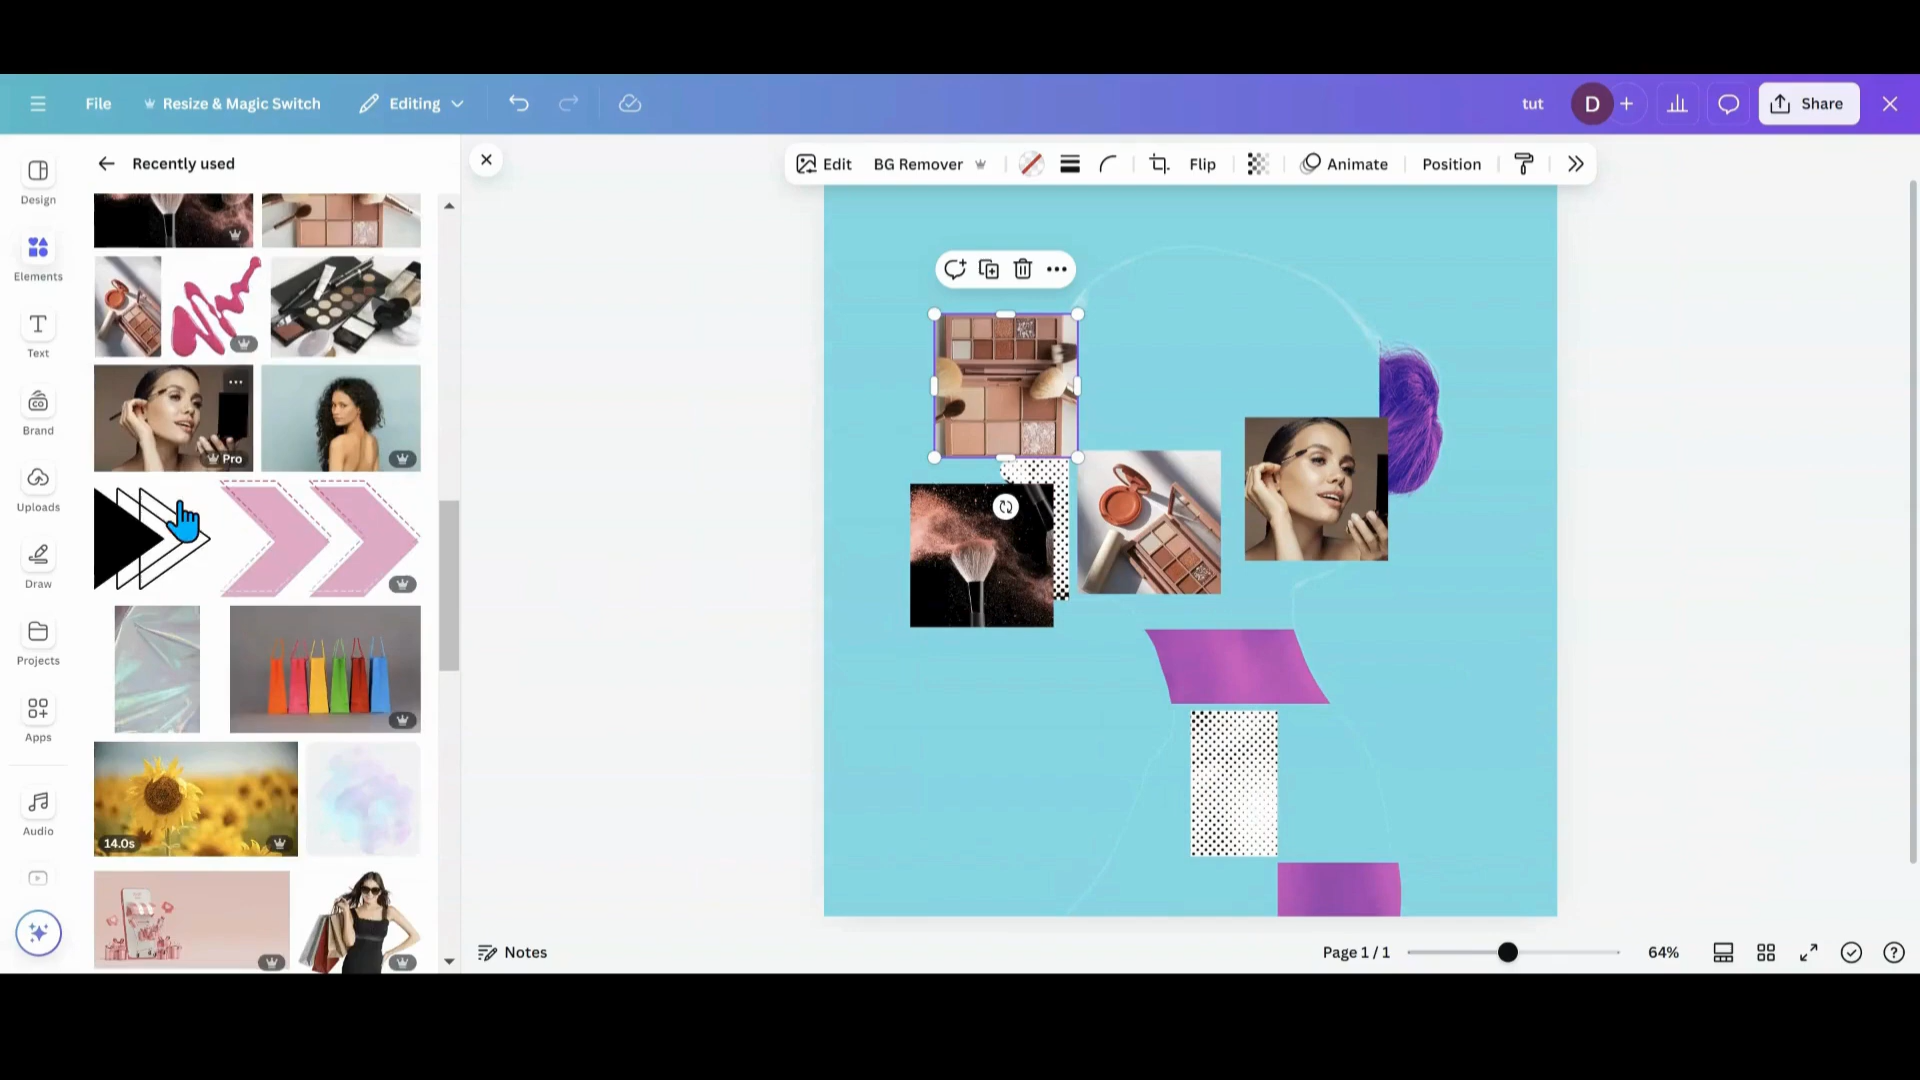 File
Resize & Magic Switch
Editing
tut
D
Share
Design
Elements
Text
Brand
Uploads
Draw
Projects
Apps
Audio
Recently used
Pro
14.0s
Edit
BG Remover
Flip
Animate
Position
Notes
Page 1 / 1
64%